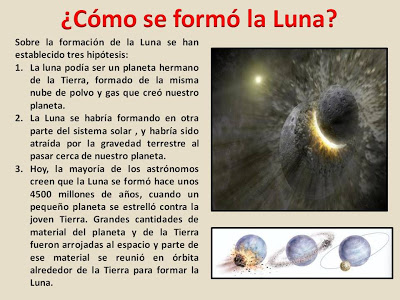 ¿Cómo se formó la Luna?
Sobre la formación de la Luna se han
establecido tres hipótesis:
1. La luna podía ser un planeta hermano
de la Tierra, formado de la misma
nube de polvo y gas que creó nuestro
planeta.
2. La Luna se habría formando en otra
parte del sistema solar , y habría sido
atraída por la gravedad terrestre al
pasar cerca de nuestro planeta.
3. Hoy, la mayoría de los astrónomos
creen que la Luna se formó hace unos
4500 millones de años, cuando un
pequeño planeta se estrelló contra la
joven Tierra. Grandes cantidades de
material del planeta y de la Tierra
fueron arrojadas al espacio y parte de
ese material se reunió en órbita
alrededor de la Tierra para formar la
Luna.